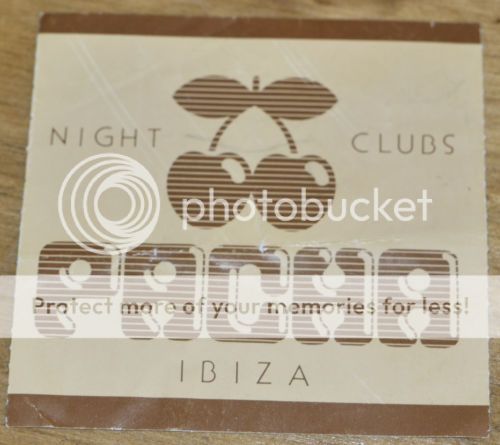 NIGHT CLUBS
photobucket
PACHA
Protect more of your memories for less!
IBIZA